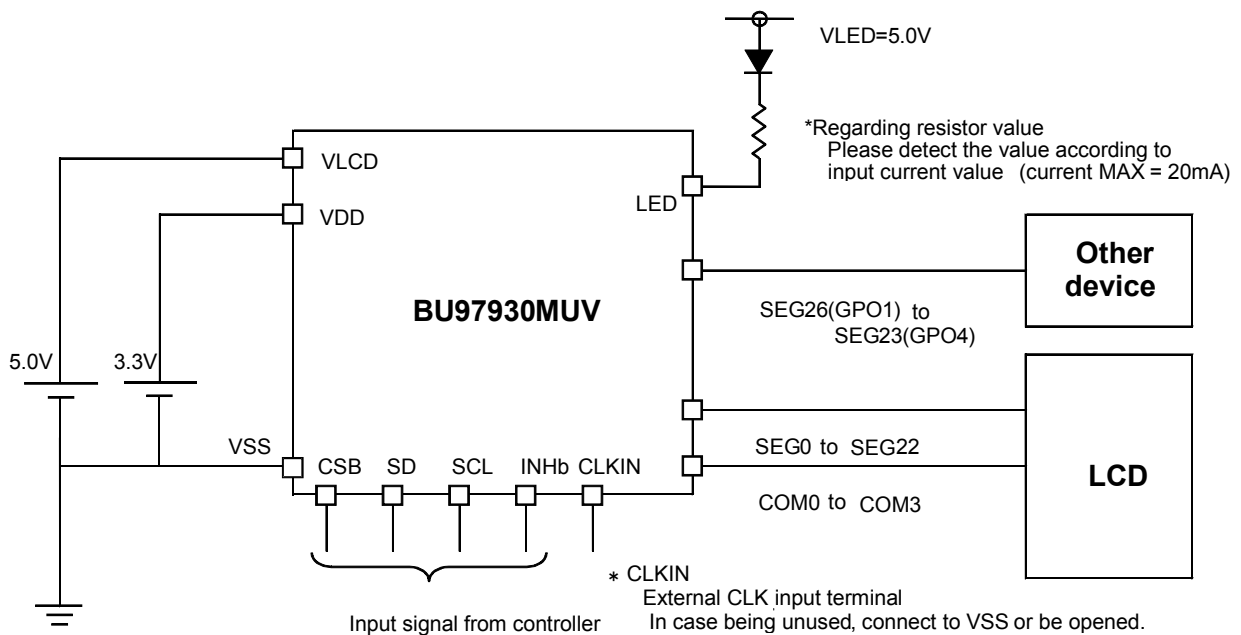 VLED=5.0V
*Regarding resistor value
Please detect the value according to
input current value (current MAX = 20mA)
VLCD
LED
VDD
BU97930MUV
Other
device
SEG26(GPO1) to
SEG23(GPO4)
5.0V
3.3V
VSS
CSB SD SCL INHb CLKIN
SEG0 to SEG22
LCD
COM0 to COM3
* CLKIN
External CLK input terminal
Input signal from controller
In case being unused, connect to VSS or be opened.